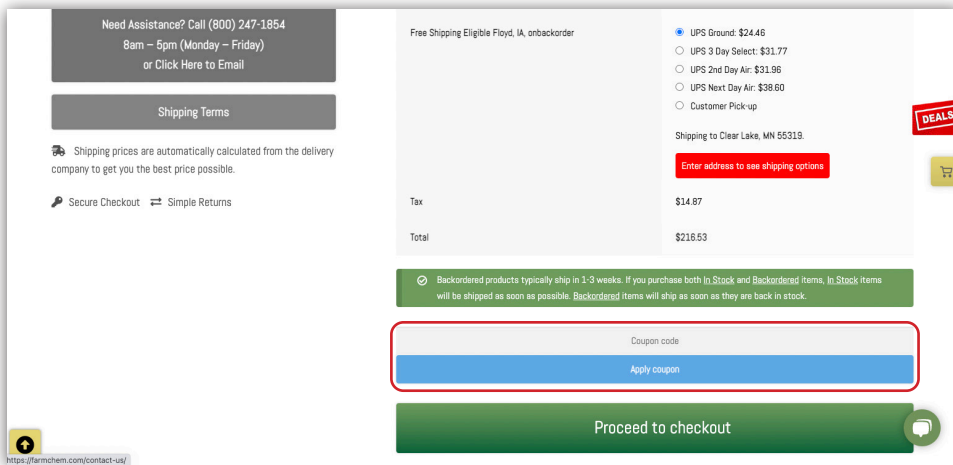 Need Assistance? Call (800) 247-1854
8am – 5pm (Monday – Friday)
or Click Here to Email
Shipping Terms
Shipping prices are automatically calculated from the delivery
company to get you the best price possible.
Secure Checkout
Simple Returns
Free Shipping Eligible Floyd, IA, onbackorder
UPS Ground: $24.46
UPS 3 Day Select: $31.77
UPS 2nd Day Air: $31.96
UPS Next Day Air: $38.60
Customer Pick-up
Shipping to Clear Lake, MN 55319.
Enter address to see shipping options
Tax
$14.87
Total
$216.53
Backordered products typically ship in 1-3 weeks. If you purchase both In Stock and Backordered items, In Stock items
will be shipped as soon as possible. Backordered items will ship as soon as they are back in stock.
Coupon code
Apply coupon
Proceed to checkout
DEALS
https://farmchem.com/contact-us/